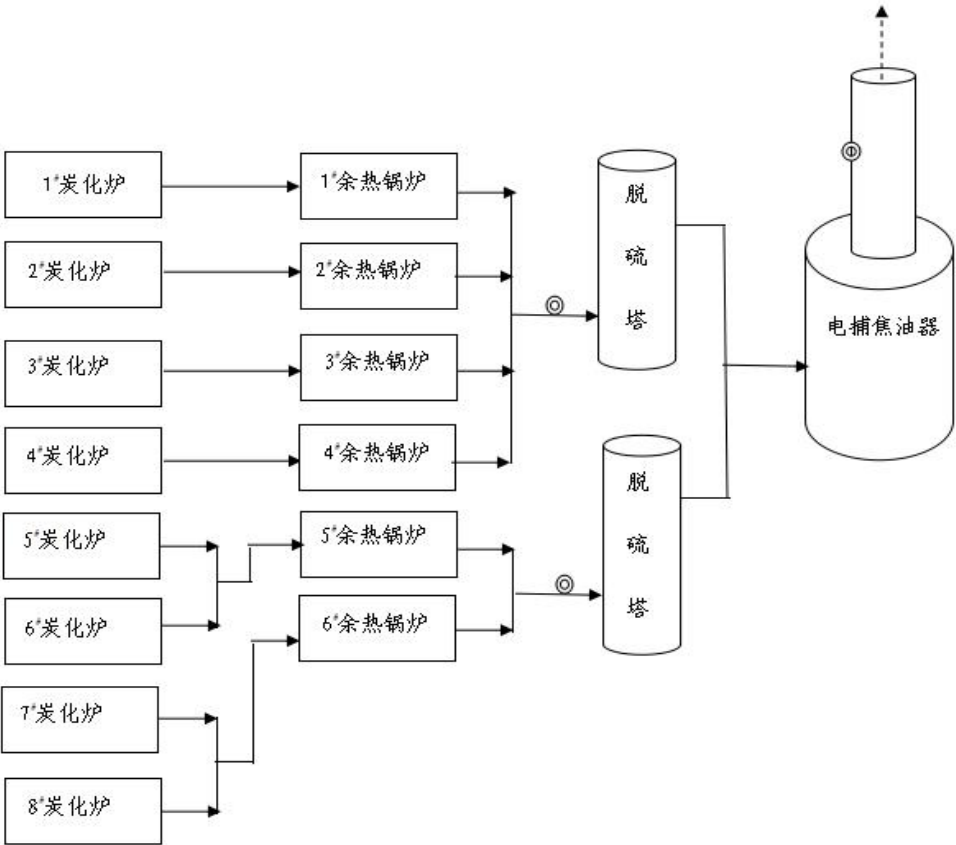 1#炭化炉
1#余热锅炉
2#炭化炉
2#余热锅炉
3#炭化炉
3#余热锅炉
4#炭化炉
4#余热锅炉
5#炭化炉
5#余热锅炉
6#炭化炉
6#余热锅炉
7#炭化炉
8#炭化炉
脱
硫
塔
脱
硫
塔
电捕焦油器